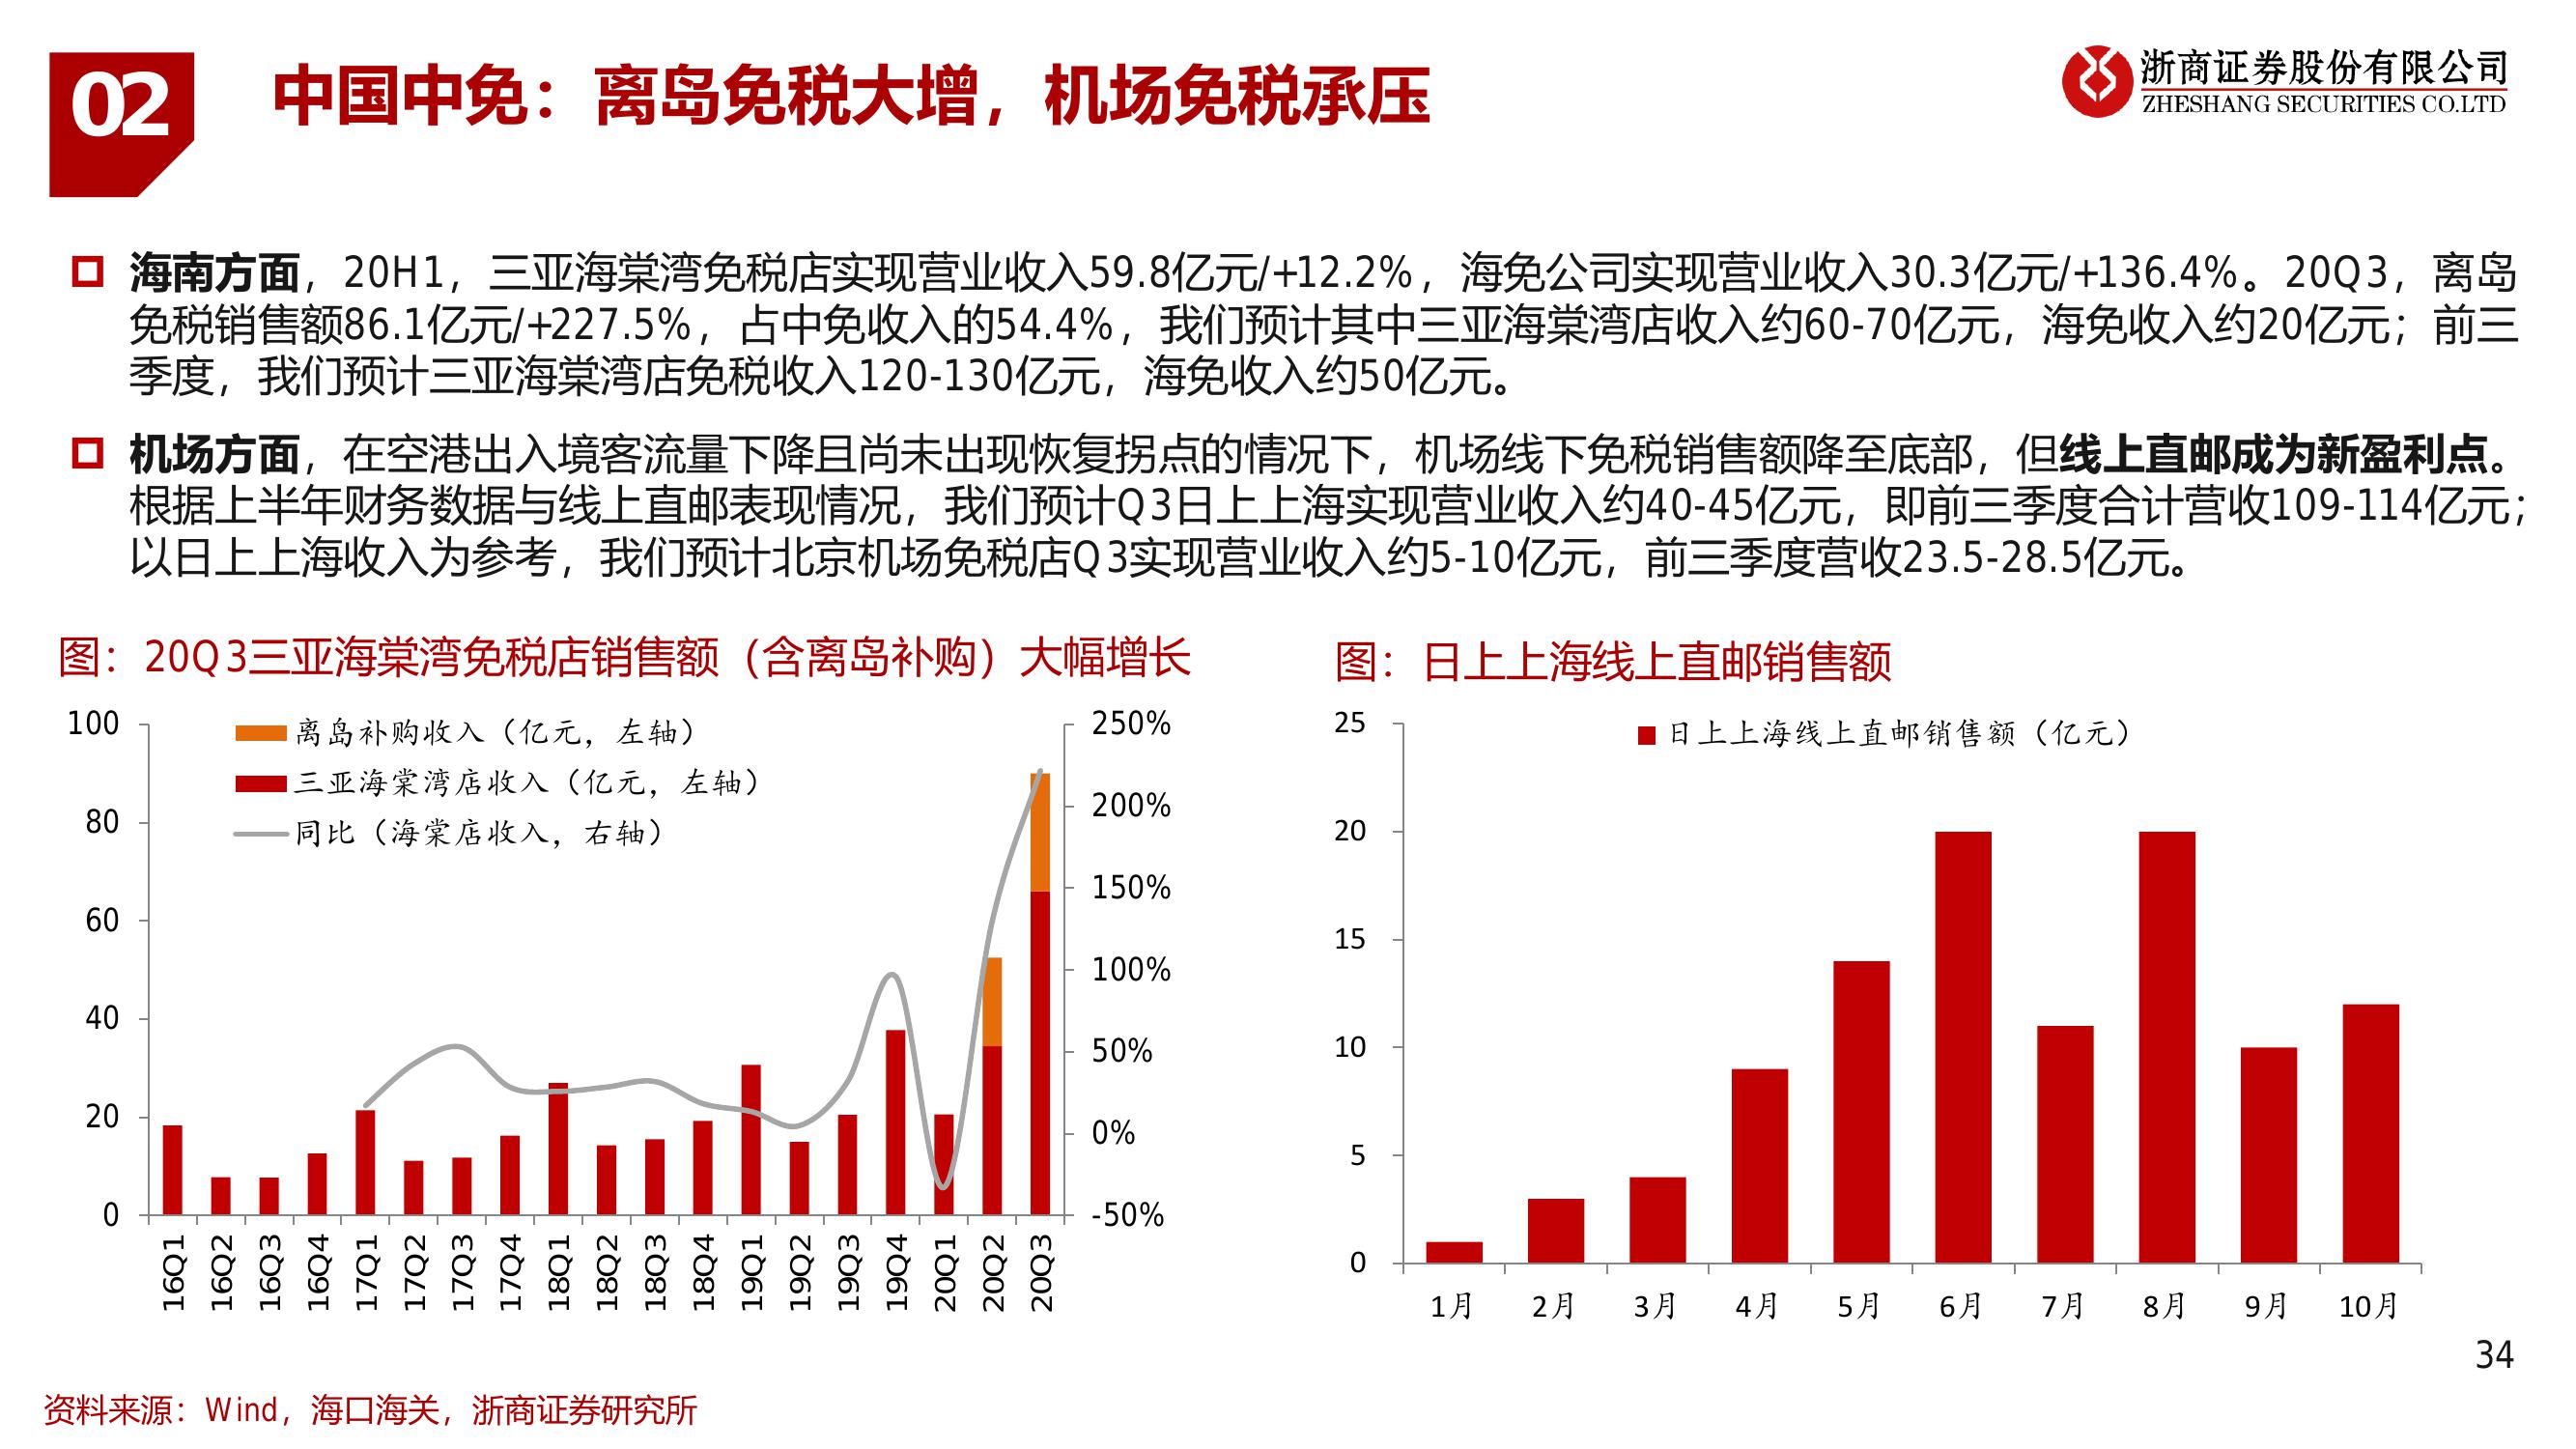 02
中国中免：离岛免税大增，机场免税承压
浙商证券股份有限公司
ZHESHANG SECURITIES CO.LTD
海南方面，20H1，三亚海棠湾免税店实现营业收入59.8亿元/+12.2%，海免公司实现营业收入30.3亿元/+136.4%。20Q3，离岛
免税销售额86.1亿元/+227.5%，占中免收入的54.4%，我们预计其中三亚海棠湾店收入约60-70亿元，海免收入约20亿元；前三
季度，我们预计三亚海棠湾店免税收入120-130亿元，海免收入约50亿元。
机场方面，在空港出入境客流量下降且尚未出现恢复拐点的情况下，机场线下免税销售额降至底部，但线上直邮成为新盈利点。
根据上半年财务数据与线上直邮表现情况，我们预计Q3日上上海实现营业收入约40-45亿元，即前三季度合计营收109-114亿元；
以日上上海收入为参考，我们预计北京机场免税店Q3实现营业收入约5-10亿元，前三季度营收23.5-28.5亿元。
图：20Q3三亚海棠湾免税店销售额（含离岛补购）大幅增长
离岛补购收入（亿元，左轴）
三亚海棠湾店收入（亿元，左轴）
同比（海棠店收入，右轴）
100
80
60
40
20
0
250%
200%
150%
100%
50%
0%
-50%
16Q1 16Q2 16Q3 16Q4 17Q1 17Q2 17Q3 17Q4 18Q1 18Q2 18Q3 18Q4 19Q1 19Q2 19Q3 19Q4 20Q1 20Q2 20Q3
图：日上上海线上直邮销售额
日上上海线上直邮销售额（亿元）
25
20
15
10
5
0
1月 2月 3月 4月 5月 6月 7月 8月 9月 10月
34
资料来源：Wind，海口海关，浙商证券研究所